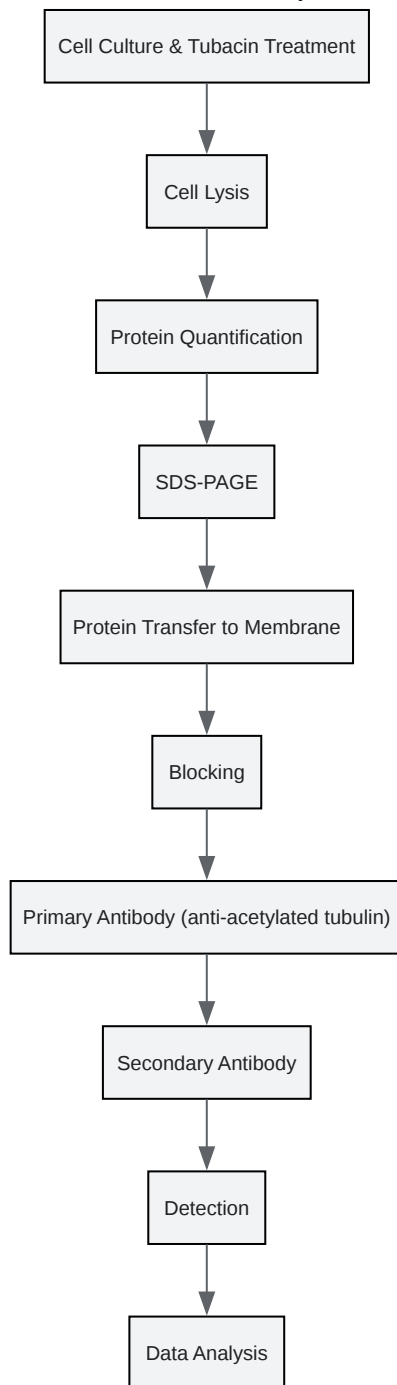 Cell Culture & Tubacin Treatment
Cell Lysis
Protein Quantification
SDS-PAGE
Protein Transfer to Membrane
Blocking
Primary Antibody (anti-acetylated tubulin)
Secondary Antibody
Detection
Data Analysis